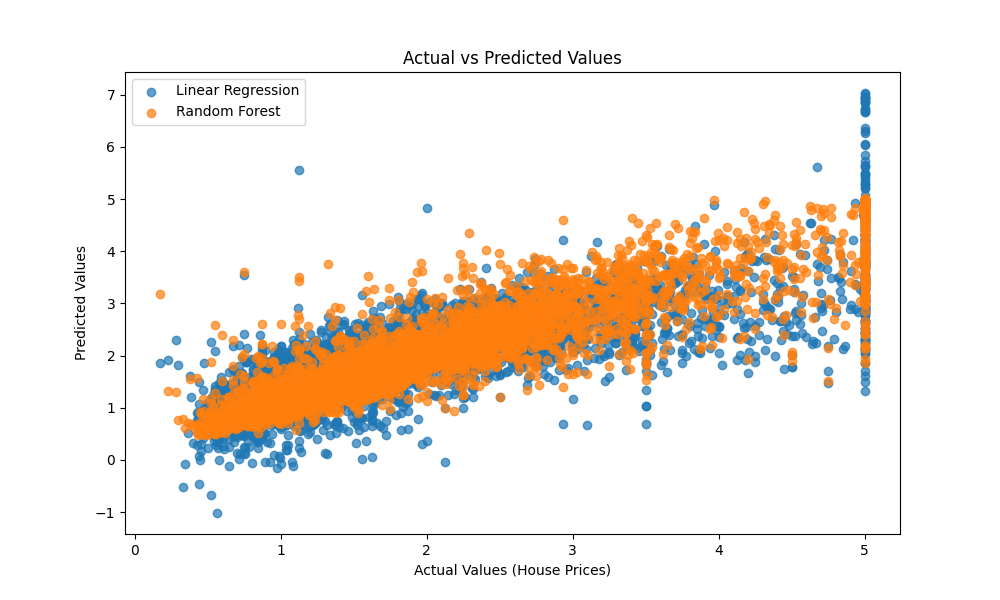 Actual vs Predicted Values
Linear Regression
Random Forest
7
6
5
4
3
2
1
0
−1
Predicted Values
0 1 2 3 4 5
Actual Values (House Prices)